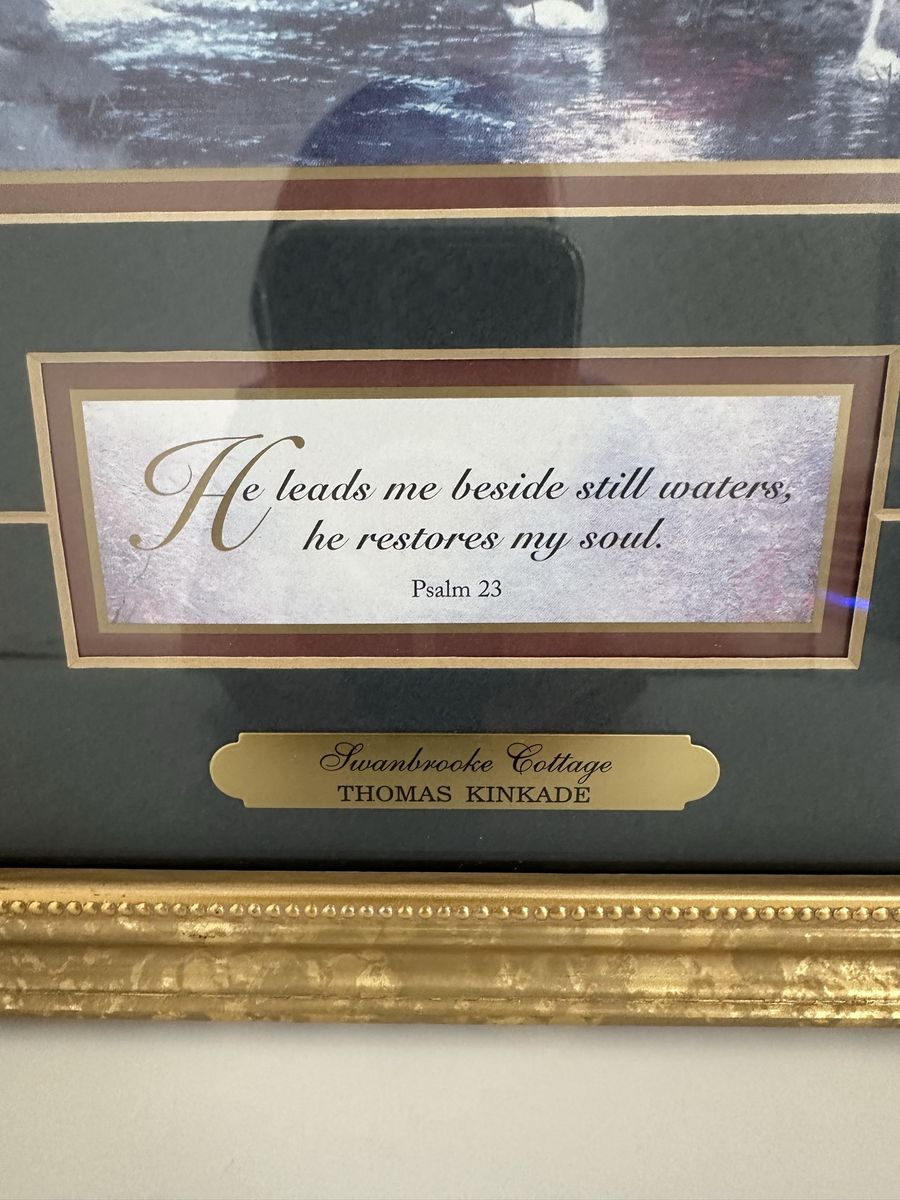 He leads me beside still waters,
he restores my soul.
Psalm 23
Swanbrooke Cottage
THOMAS KINKADE